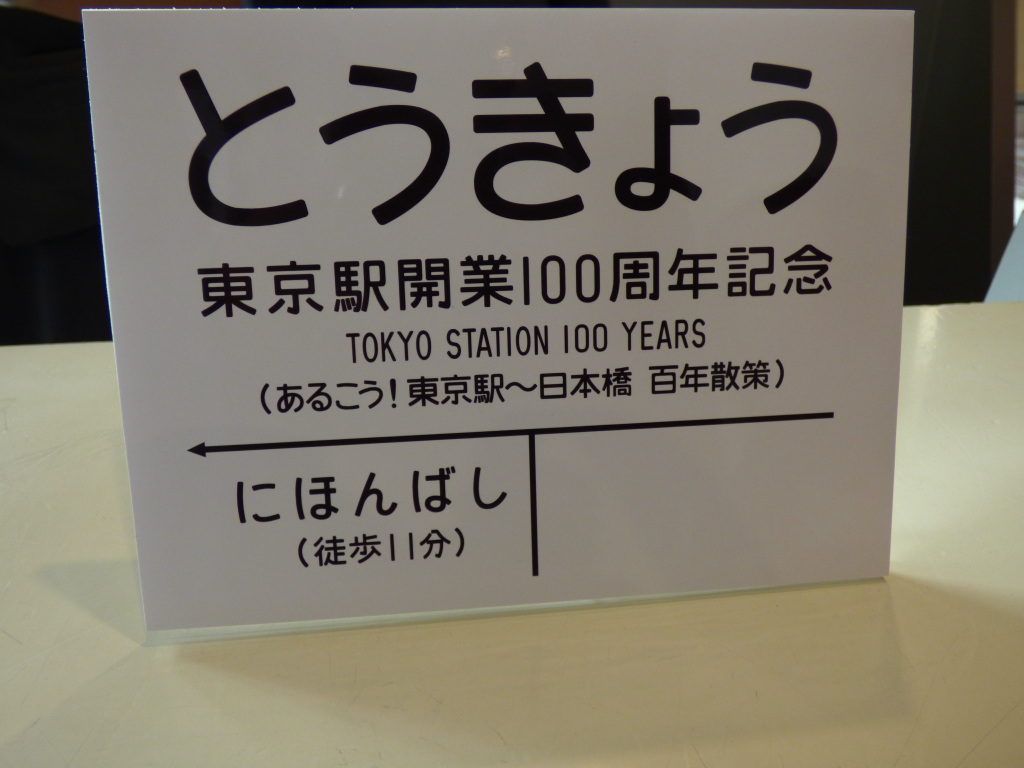 とうきょう
東京駅開業100周年記念
TOKYO STATION 100 YEARS
(あるこう!東京駅〜日本橋 百年散策)
にほんばし
(徒歩11分)